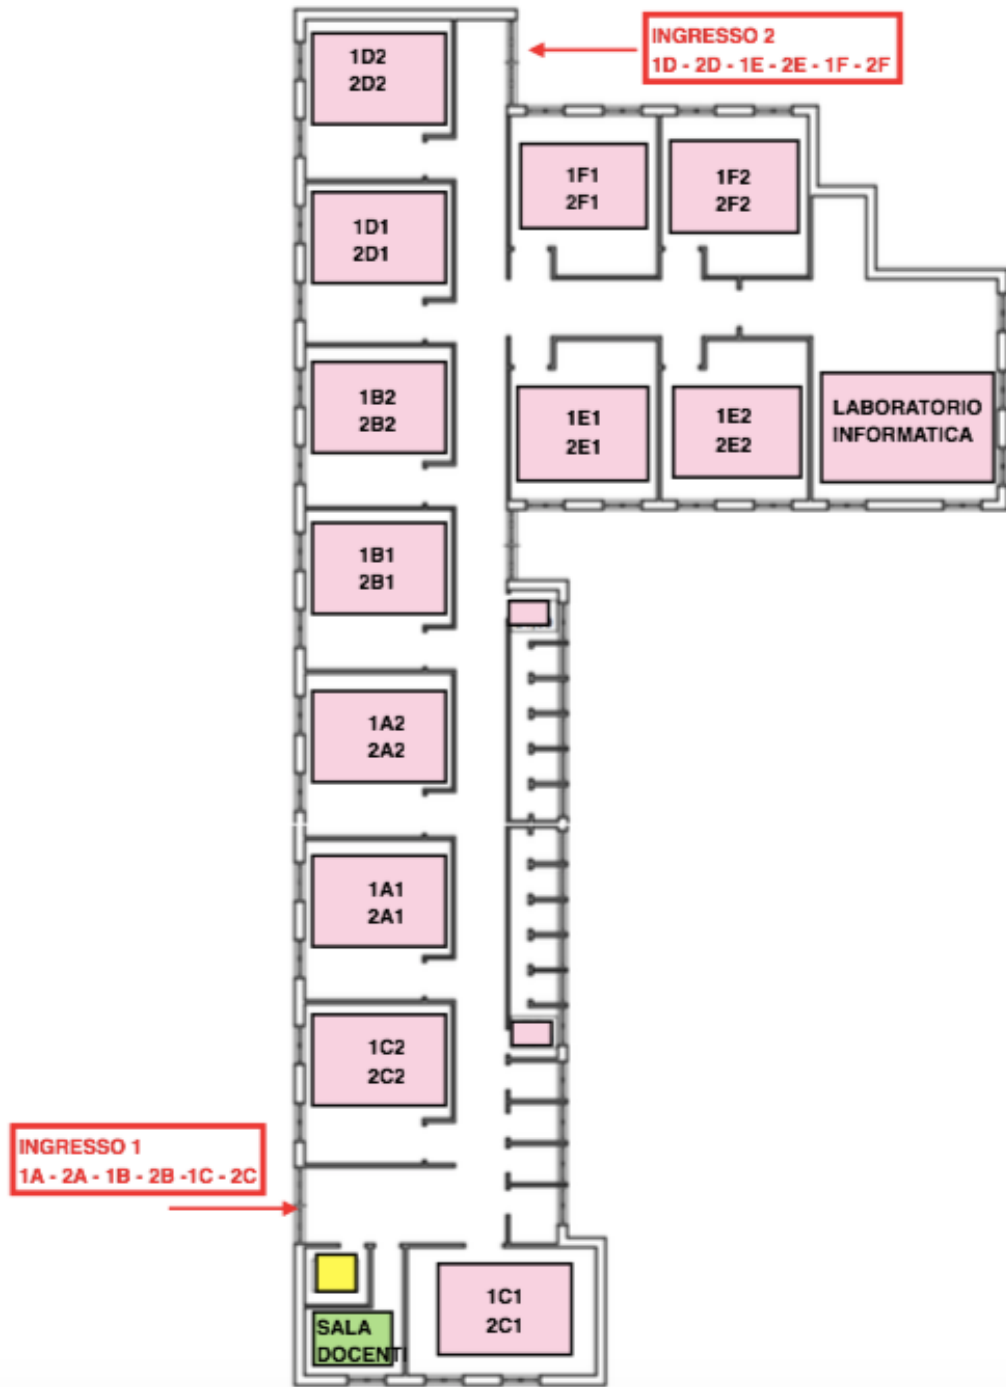 INGRESSO 2
1D - 2D - 1E - 2E - 1F - 2F
1D2
2D2
1F1
2F1
1F2
2F2
1D1
2D1
1B2
2B2
1E1
2E1
1E2
2E2
LABORATORIO
INFORMATICA
1B1
2B1
1A2
2A2
1A1
2A1
1C2
2C2
INGRESSO 1
1A - 2A - 1B - 2B -1C - 2C
1C1
2C1
SALA
DOCENTI